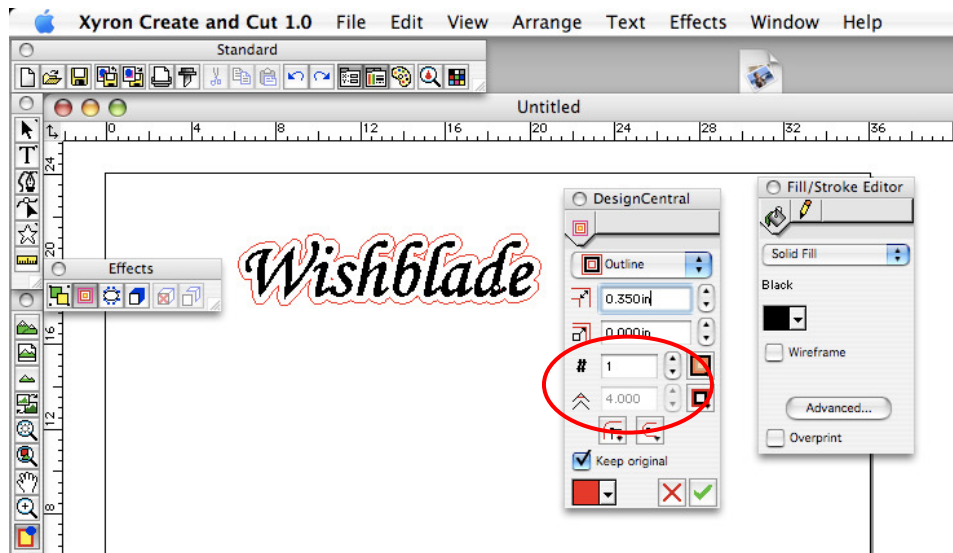 Xyron Create and Cut 1.0 File Edit View Arrange Text Effects Window Help
Standard
Untitled
0 4 8 12 16 20 24 28 32 36
24
20
16
12
8
Wishblade
Effects
DesignCentral
Outline
0.350in
0.000in
# 1
4.000
Keep original
Fill/Stroke Editor
Solid Fill
Black
Wireframe
Advanced...
Overprint